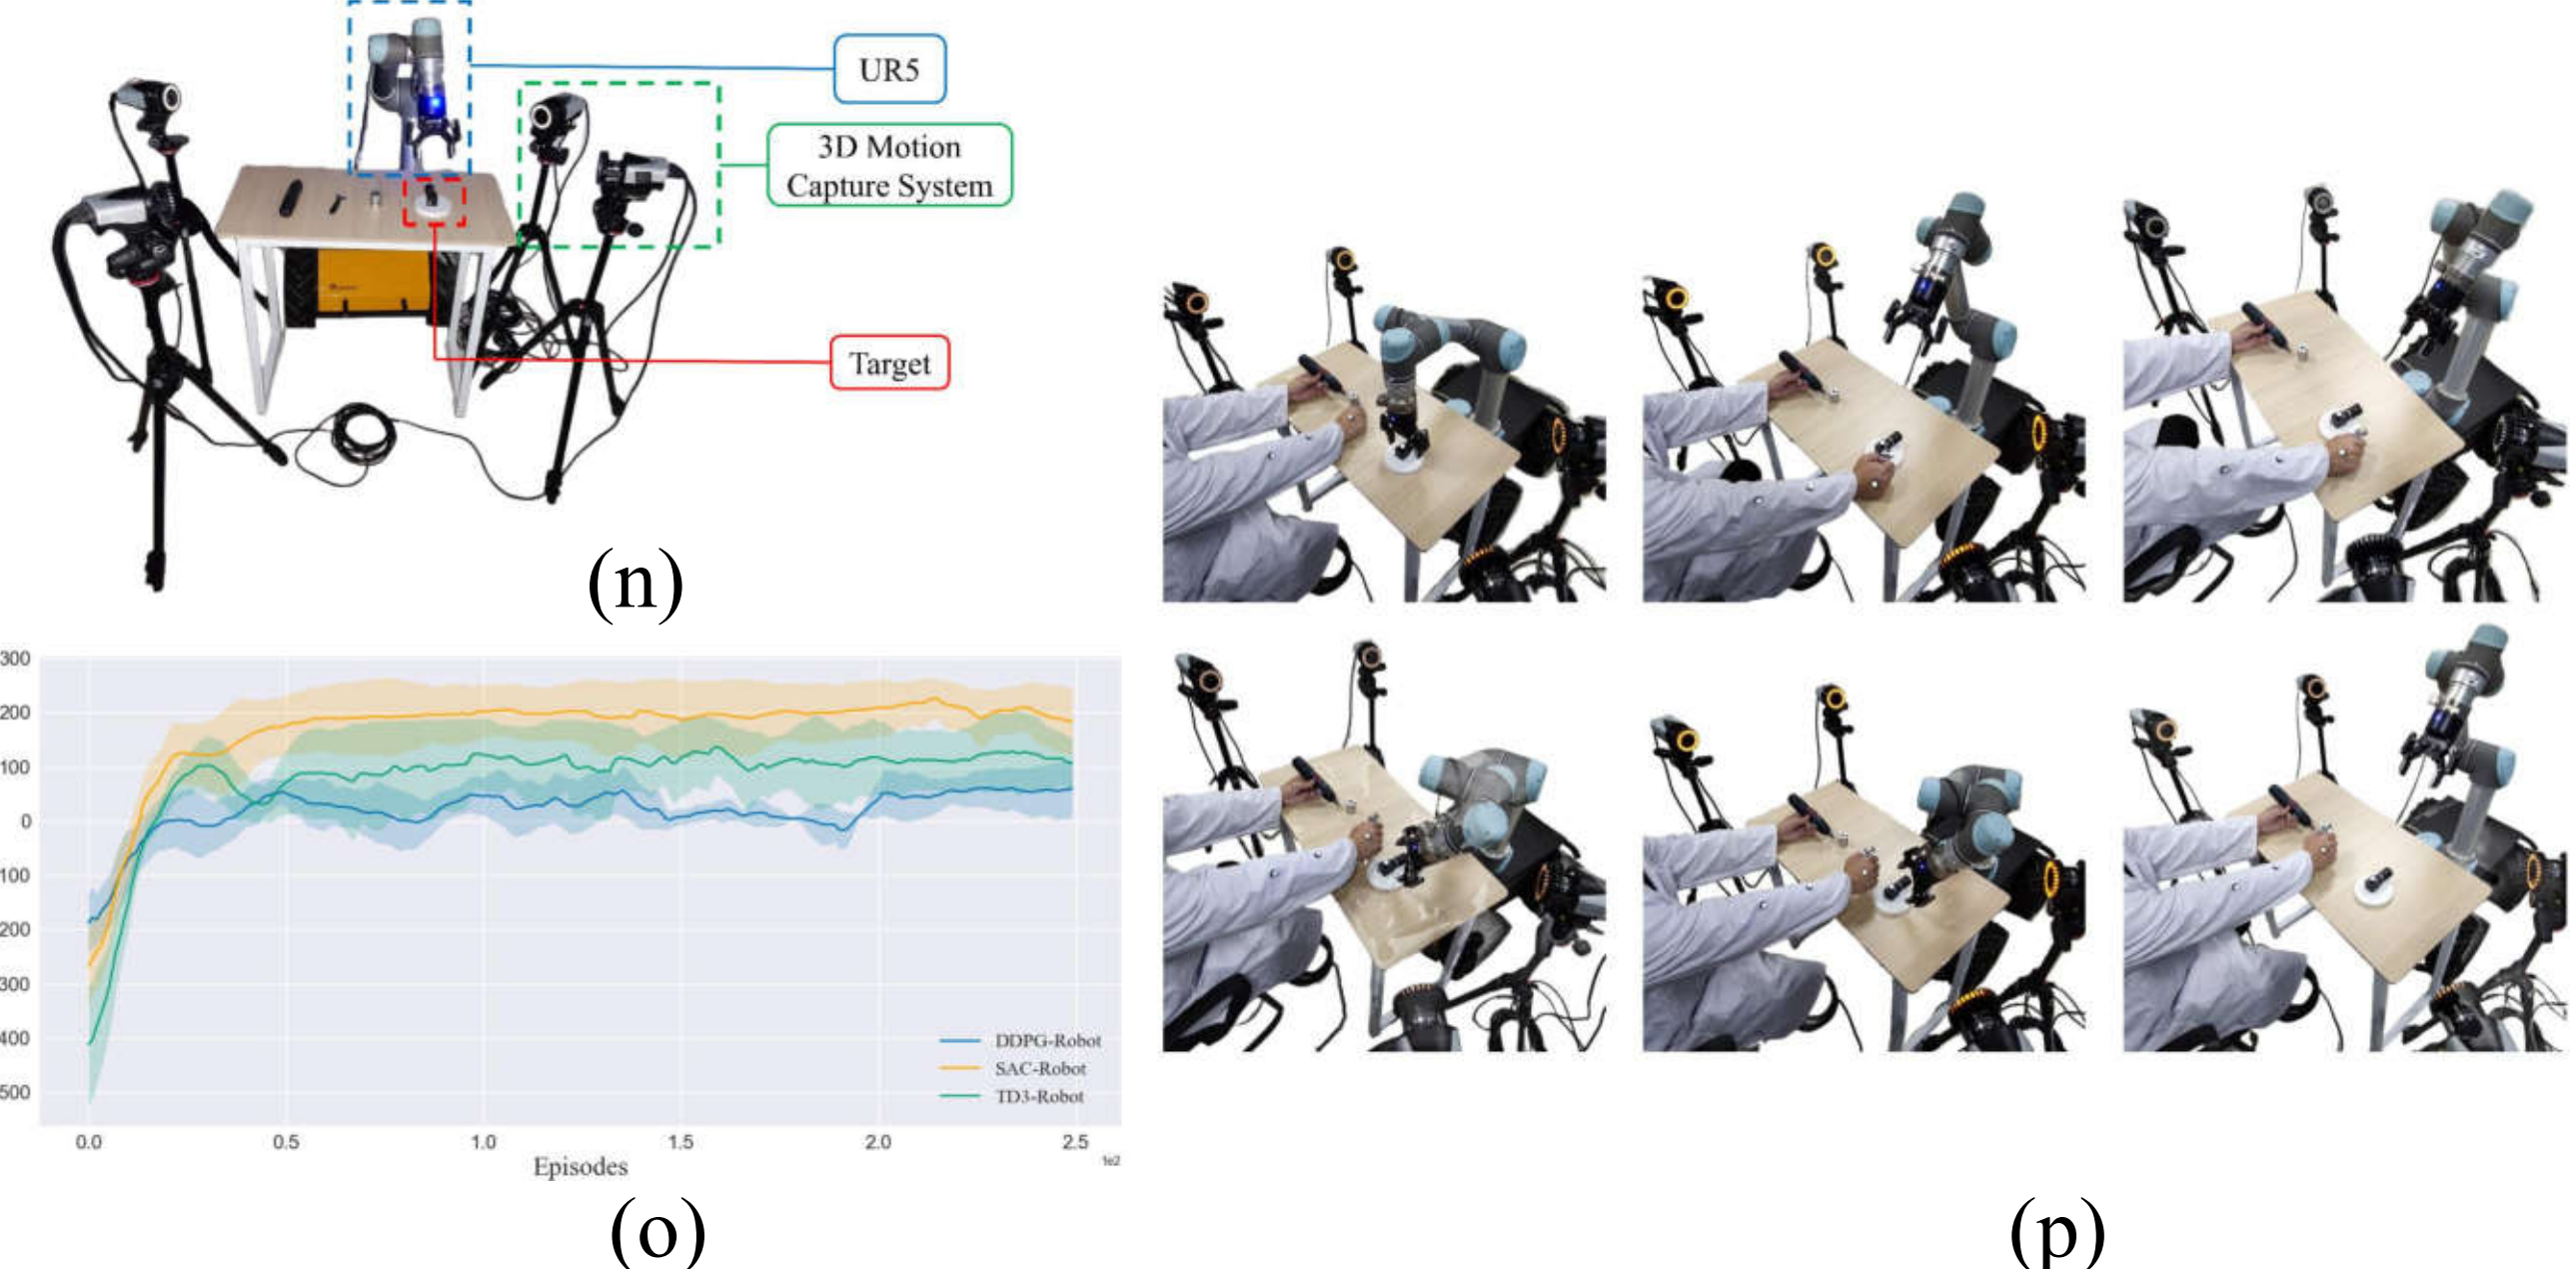 UR5
3D Motion
Capture System
Target
(n)
300
200
100
0
100
200
300
400
500
0.0 0.5 1.0 1.5 2.0 2.5
1e2
Episodes
DDPG-Robot
SAC-Robot
TD3-Robot
(o)
(p)